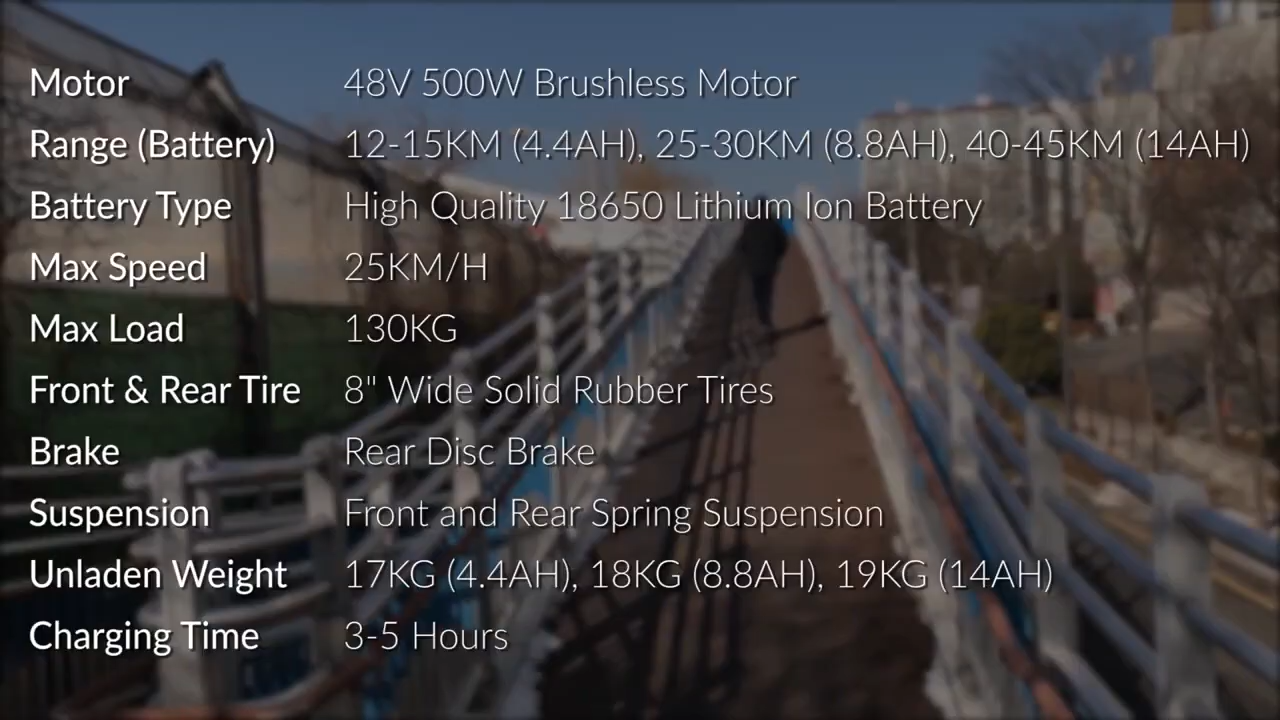 Motor 48V 500W Brushless Motor
Range (Battery) 12-15KM (4.4AH), 25-30KM (8.8AH), 40-45KM (14AH)
Battery Type High Quality 18650 Lithium Ion Battery
Max Speed 25KM/H
Max Load 130KG
Front & Rear Tire 8" Wide Solid Rubber Tires
Brake Rear Disc Brake
Suspension Front and Rear Spring Suspension
Unladen Weight 17KG (4.4AH), 18KG (8.8AH), 19KG (14AH)
Charging Time 3-5 Hours